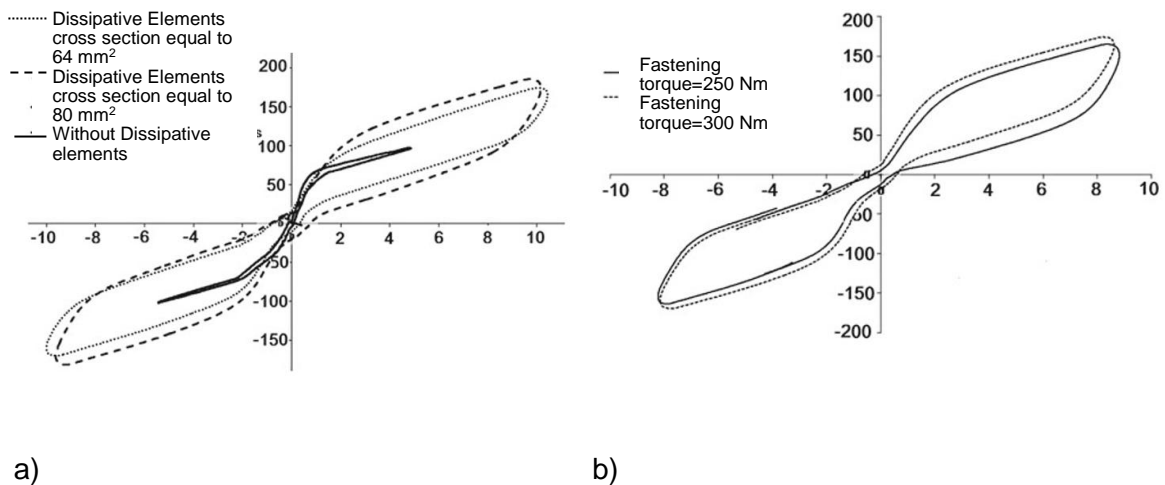 Dissipative Elements
cross section equal to
64 mm²
Dissipative Elements
cross section equal to
80 mm²
Without Dissipative
elements
200
150
100
50
-10 -8 -6 -4 -2 2 4 6 8 10
-50
-100
-150
a)
Fastening
torque=250 Nm
Fastening
torque=300 Nm
200
150
100
50
0
-10 -8 -6 -4 -2 0 2 4 6 8 10
-50
-100
-150
-200
b)